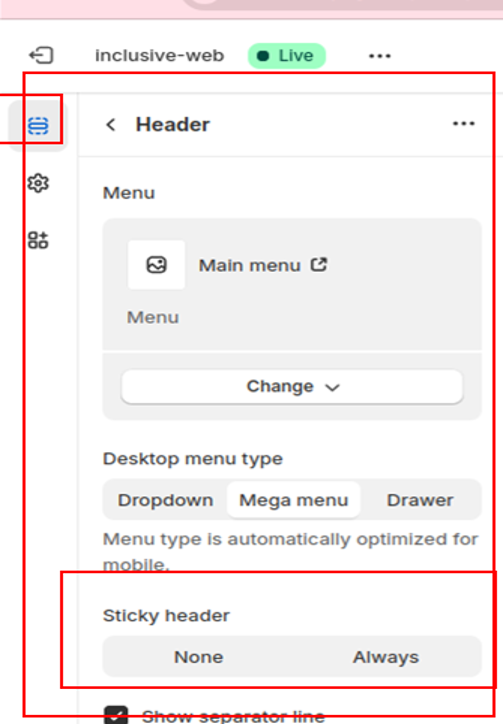 inclusive-web Live
Header
Menu
Main menu
Menu
Change
Desktop menu type
Dropdown Mega menu Drawer
Menu type is automatically optimized for
mobile.
Sticky header
None Always
Show separator line